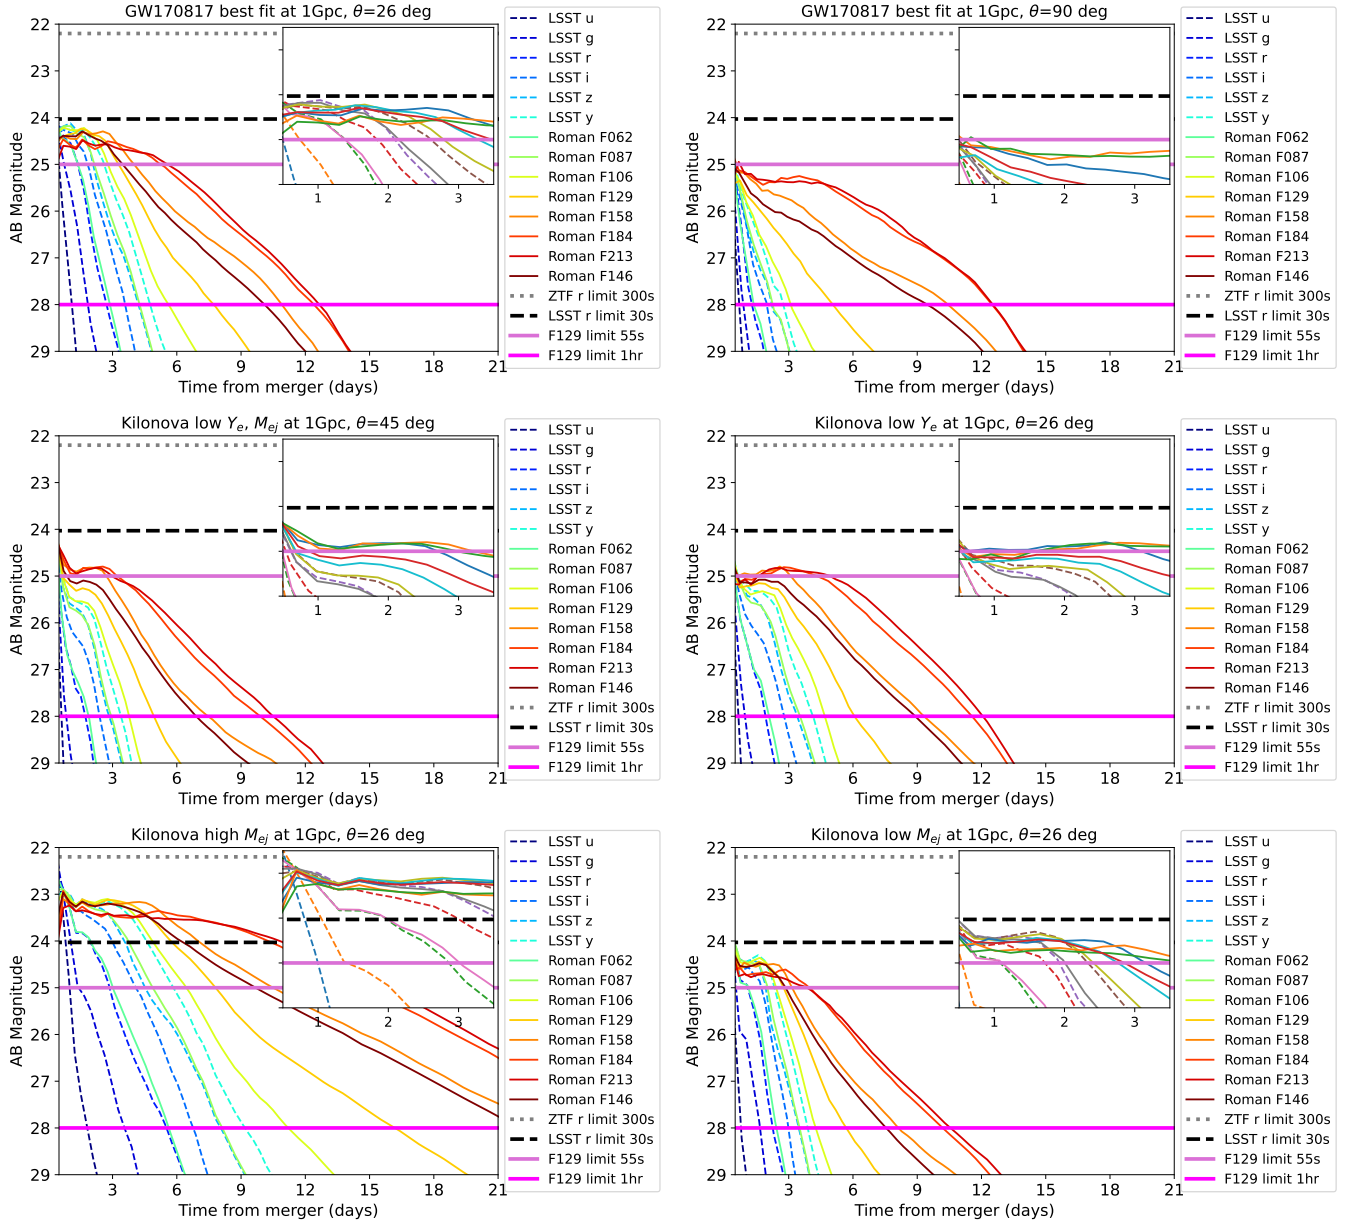 GW170817 best fit at 1Gpc, θ=26 deg
22
23
24
25
26
27
28
29
AB Magnitude
3
6
9
12
15
18
21
Time from merger (days)
1
2
3
LSST u
LSST g
LSST r
LSST i
LSST z
LSST y
Roman F062
Roman F087
Roman F106
Roman F129
Roman F158
Roman F184
Roman F213
Roman F146
ZTF r limit 300s
LSST r limit 30s
F129 limit 55s
F129 limit 1hr
GW170817 best fit at 1Gpc, θ=90 deg
22
23
24
25
26
27
28
29
AB Magnitude
3
6
9
12
15
18
21
Time from merger (days)
1
2
3
LSST u
LSST g
LSST r
LSST i
LSST z
LSST y
Roman F062
Roman F087
Roman F106
Roman F129
Roman F158
Roman F184
Roman F213
Roman F146
ZTF r limit 300s
LSST r limit 30s
F129 limit 55s
F129 limit 1hr
Kilonova low Ye, Mej at 1Gpc, θ=45 deg
22
23
24
25
26
27
28
29
AB Magnitude
3
6
9
12
15
18
21
Time from merger (days)
1
2
3
LSST u
LSST g
LSST r
LSST i
LSST z
LSST y
Roman F062
Roman F087
Roman F106
Roman F129
Roman F158
Roman F184
Roman F213
Roman F146
ZTF r limit 300s
LSST r limit 30s
F129 limit 55s
F129 limit 1hr
Kilonova low Ye at 1Gpc, θ=26 deg
22
23
24
25
26
27
28
29
AB Magnitude
3
6
9
12
15
18
21
Time from merger (days)
1
2
3
LSST u
LSST g
LSST r
LSST i
LSST z
LSST y
Roman F062
Roman F087
Roman F106
Roman F129
Roman F158
Roman F184
Roman F213
Roman F146
ZTF r limit 300s
LSST r limit 30s
F129 limit 55s
F129 limit 1hr
Kilonova high Mej at 1Gpc, θ=26 deg
22
23
24
25
26
27
28
29
AB Magnitude
3
6
9
12
15
18
21
Time from merger (days)
1
2
3
LSST u
LSST g
LSST r
LSST i
LSST z
LSST y
Roman F062
Roman F087
Roman F106
Roman F129
Roman F158
Roman F184
Roman F213
Roman F146
ZTF r limit 300s
LSST r limit 30s
F129 limit 55s
F129 limit 1hr
Kilonova low Mej at 1Gpc, θ=26 deg
22
23
24
25
26
27
28
29
AB Magnitude
3
6
9
12
15
18
21
Time from merger (days)
1
2
3
LSST u
LSST g
LSST r
LSST i
LSST z
LSST y
Roman F062
Roman F087
Roman F106
Roman F129
Roman F158
Roman F184
Roman F213
Roman F146
ZTF r limit 300s
LSST r limit 30s
F129 limit 55s
F129 limit 1hr